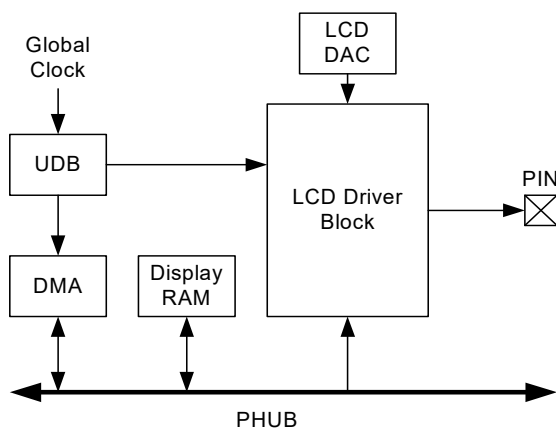 LCD
DAC
Global
Clock
UDB
LCD Driver
Block
PIN
DMA
Display
RAM
PHUB